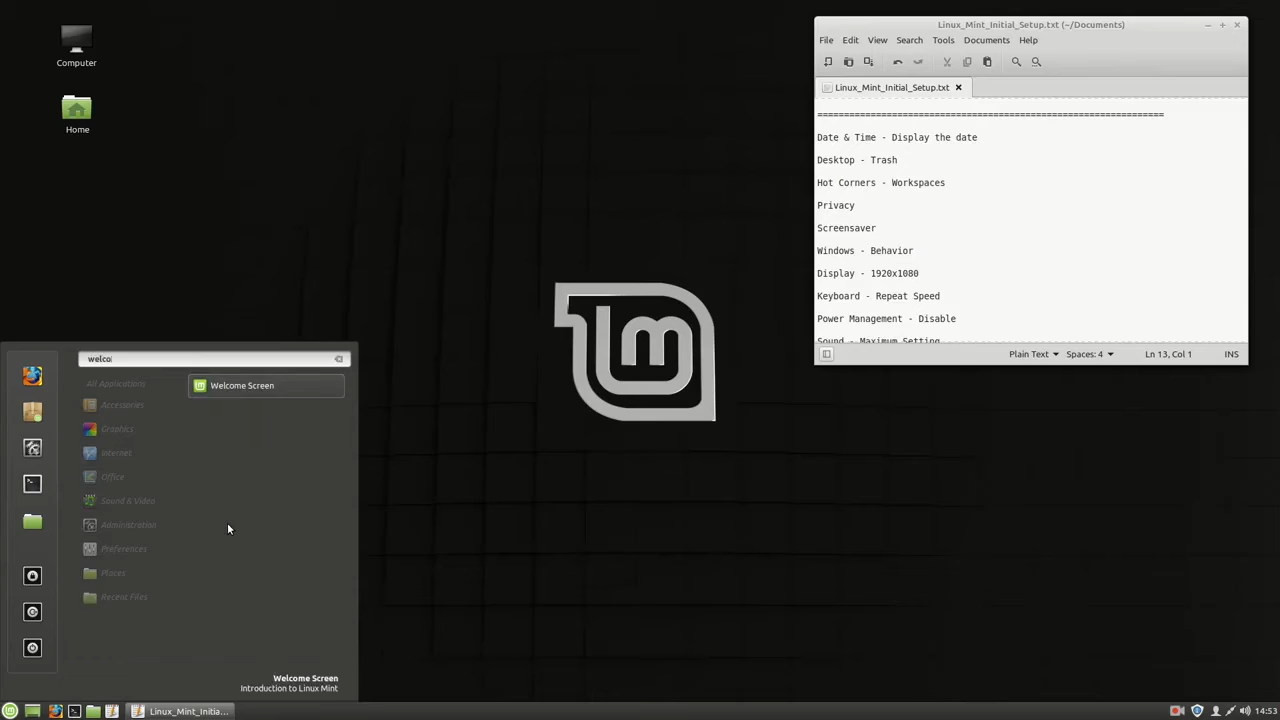 Computer
Home
Linux_Mint_Initial_Setup.txt (~/Documents)
File Edit View Search Tools Documents Help
Linux_Mint_Initial_Setup.txt
=================================================================
Date & Time - Display the date
Desktop - Trash
Hot Corners - Workspaces
Privacy
Screensaver
Windows - Behavior
Display - 1920x1080
Keyboard - Repeat Speed
Power Management - Disable
Sound - Maximum Setting
Plain Text Spaces: 4 Ln 13, Col 1 INS
welco
All Applications
Welcome Screen
Accessories
Graphics
Internet
Office
Sound & Video
Administration
Preferences
Places
Recent Files
Welcome Screen
Introduction to Linux Mint
Linux_Mint_Initia...
14:53